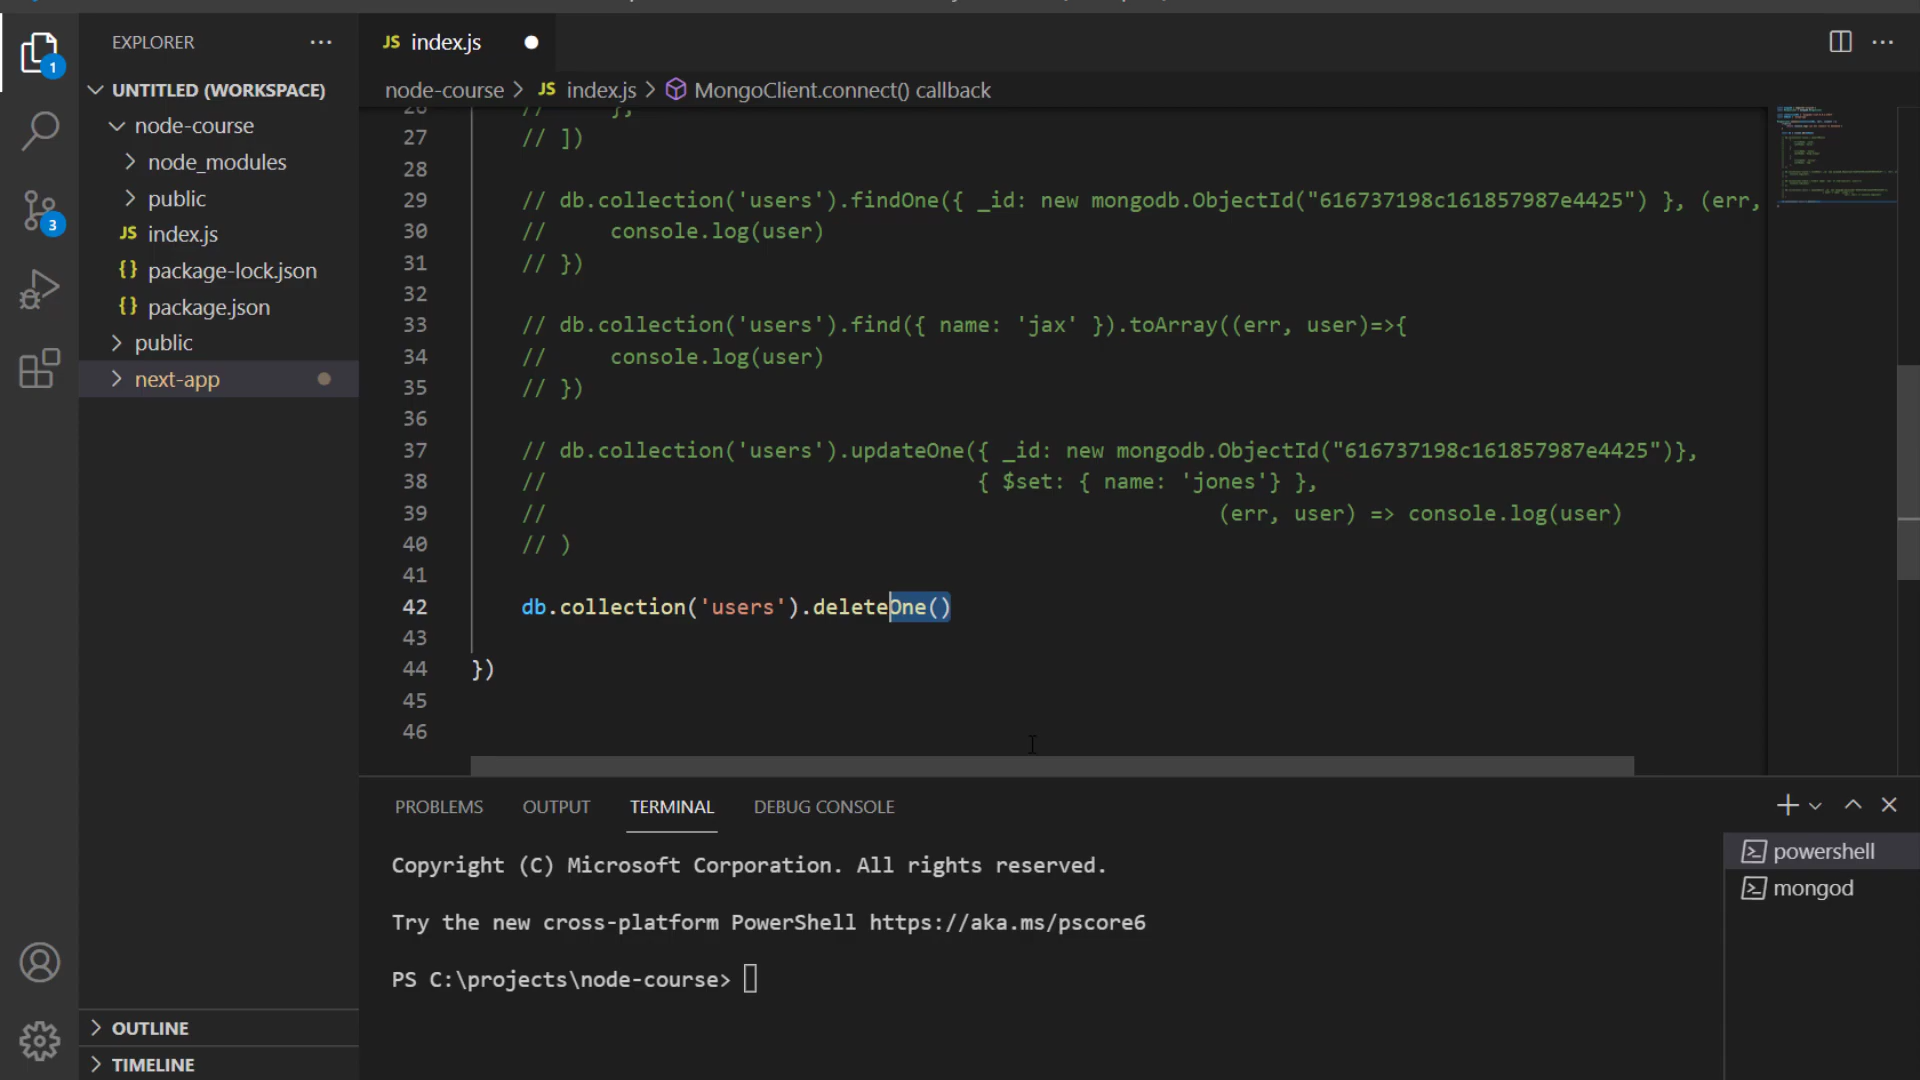 EXPLORER
UNTITLED (WORKSPACE)
node-course
node_modules
public
JS index.js
{} package-lock.json
{} package.json
public
next-app
OUTLINE
TIMELINE
1
3
JS index.js
node-course > JS index.js > MongoClient.connect() callback
26 // },
27 // ])
28
29 // db.collection('users').findOne({ _id: new mongodb.ObjectId("616737198c161857987e4425") }, (err,
30 // console.log(user)
31 // })
32
33 // db.collection('users').find({ name: 'jax' }).toArray((err, user)=>{
34 // console.log(user)
35 // })
36
37 // db.collection('users').updateOne({ _id: new mongodb.ObjectId("616737198c161857987e4425")},
38 // { $set: { name: 'jones'} },
39 // (err, user) => console.log(user)
40 // )
41
42 db.collection('users').deleteOne()
43
44 })
45
46
PROBLEMS OUTPUT TERMINAL DEBUG CONSOLE
Copyright (C) Microsoft Corporation. All rights reserved.
Try the new cross-platform PowerShell https://aka.ms/pscore6
PS C:\projects\node-course>
powershell
mongod